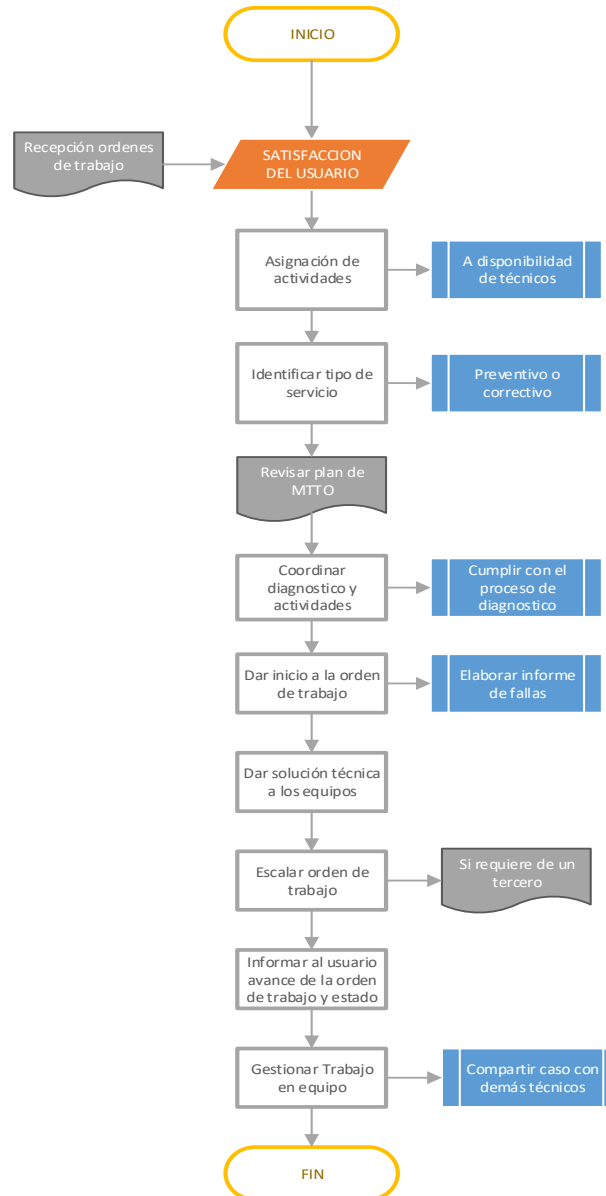 INICIO
Recepción ordenes
de trabajo
SATISFACCION
DEL USUARIO
Asignación de
actividades
A disponibilidad
de técnicos
Identificar tipo de
servicio
Preventivo o
correctivo
Revisar plan de
MTTO
Coordinar
diagnostico y
actividades
Cumplir con el
proceso de
diagnostico
Dar inicio a la orden
de trabajo
Elaborar informe
de fallas
Dar solución técnica
a los equipos
Escalar orden de
trabajo
Si requiere de un
tercero
Informar al usuario
avance de la orden
de trabajo y estado
Gestionar Trabajo
en equipo
Compartir caso con
demás técnicos
FIN